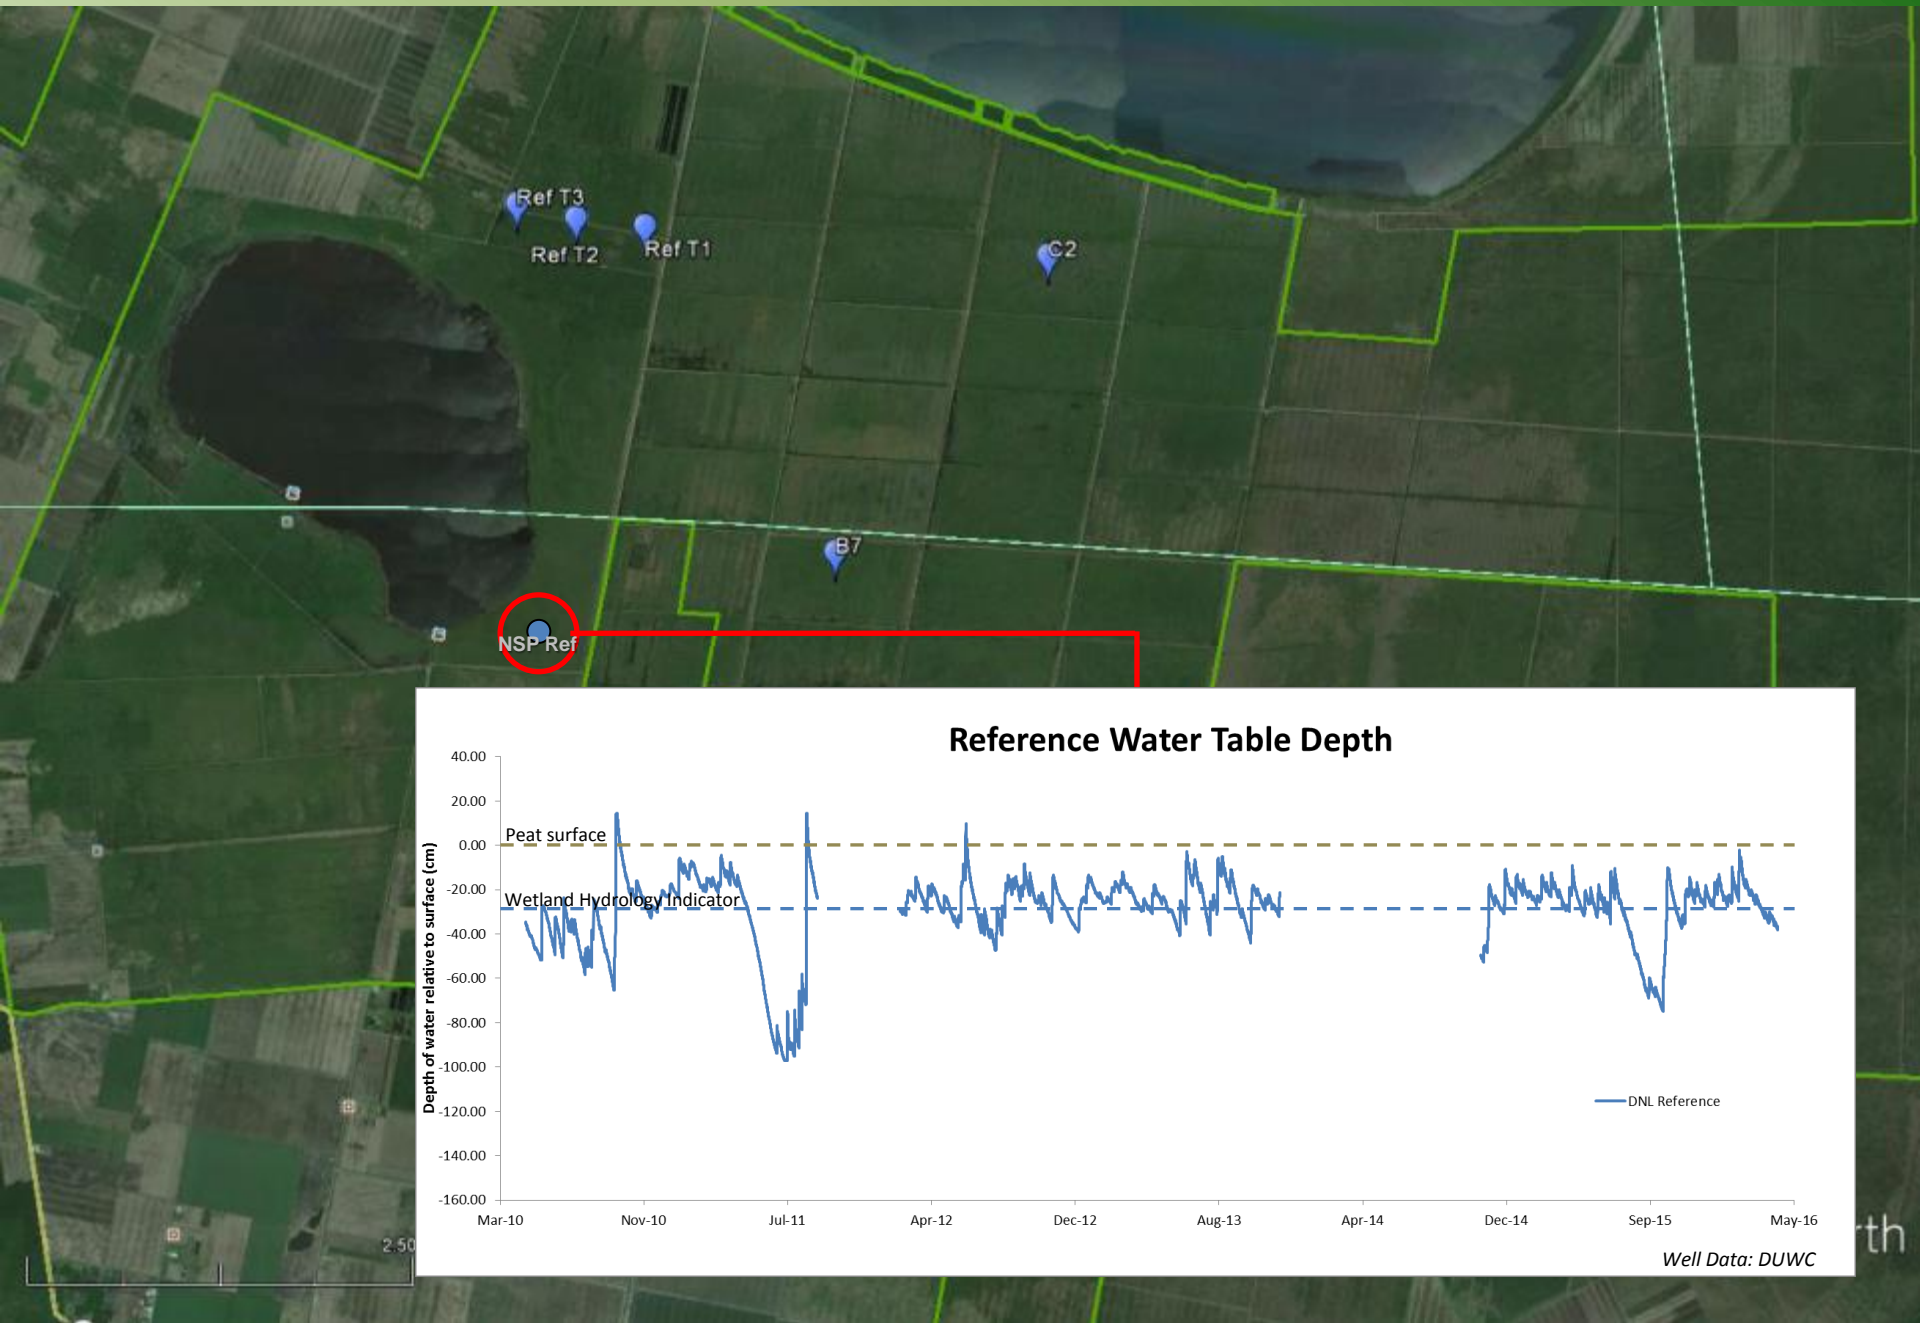 Ref T3
Ref T2
Ref T1
C2
B7
NSP Ref
Reference Water Table Depth
Depth of water relative to surface (cm)
40.00
20.00
0.00
-20.00
-40.00
-60.00
-80.00
-100.00
-120.00
-140.00
-160.00
Peat surface
Wetland Hydrology Indicator
DNL Reference
Mar-10
Nov-10
Jul-11
Apr-12
Dec-12
Aug-13
Apr-14
Dec-14
Sep-15
May-16
Well Data: DUWC
2.50
rth